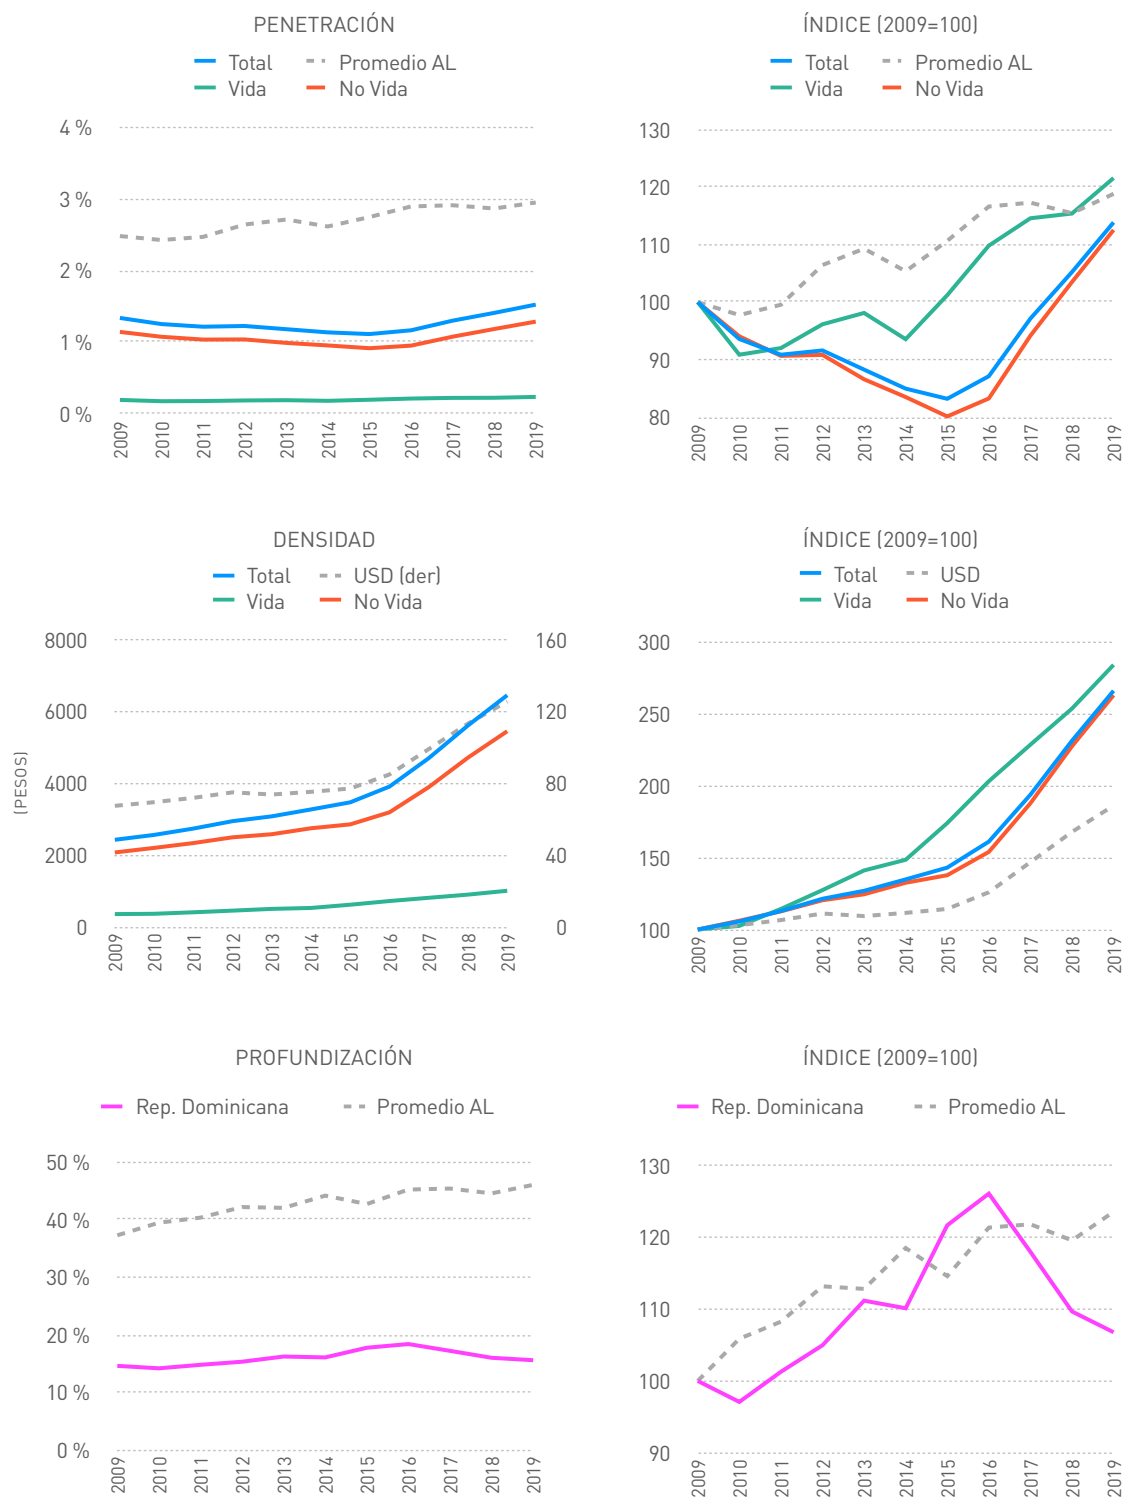 PENETRACIÓN
Total Promedio AL
Vida No Vida
4 %
3 %
2 %
1 %
0 %
2009 2010 2011 2012 2013 2014 2015 2016 2017 2018 2019
ÍNDICE (2009=100)
Total Promedio AL
Vida No Vida
130
120
110
100
90
80
2009 2010 2011 2012 2013 2014 2015 2016 2017 2018 2019
DENSIDAD
Total USD (der)
Vida No Vida
(PESOS)
8000 160
6000 120
4000 80
2000 40
0 0
2009 2010 2011 2012 2013 2014 2015 2016 2017 2018 2019
ÍNDICE (2009=100)
Total USD
Vida No Vida
300
250
200
150
100
2009 2010 2011 2012 2013 2014 2015 2016 2017 2018 2019
PROFUNDIZACIÓN
Rep. Dominicana Promedio AL
50 %
40 %
30 %
20 %
10 %
0 %
2009 2010 2011 2012 2013 2014 2015 2016 2017 2018 2019
ÍNDICE (2009=100)
Rep. Dominicana Promedio AL
130
120
110
100
90
2009 2010 2011 2012 2013 2014 2015 2016 2017 2018 2019